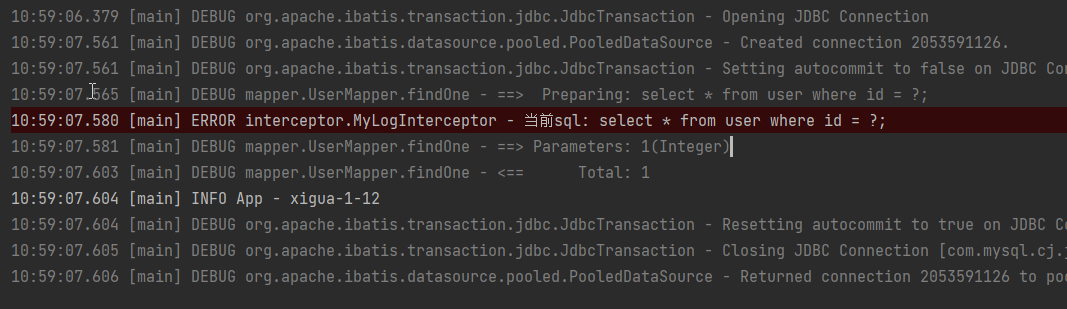 10:59:06.379 [main] DEBUG org.apache.ibatis.transaction.jdbc.JdbcTransaction - Opening JDBC Connection
10:59:07.561 [main] DEBUG org.apache.ibatis.datasource.pooled.PooledDataSource - Created connection 2053591126.
10:59:07.561 [main] DEBUG org.apache.ibatis.transaction.jdbc.JdbcTransaction - Setting autocommit to false on JDBC Co
10:59:07.565 [main] DEBUG mapper.UserMapper.findOne - ==>  Preparing: select * from user where id = ?;
10:59:07.580 [main] ERROR interceptor.MyLogInterceptor - 当前sql: select * from user where id = ?;
10:59:07.581 [main] DEBUG mapper.UserMapper.findOne - ==> Parameters: 1(Integer)
10:59:07.603 [main] DEBUG mapper.UserMapper.findOne - <==      Total: 1
10:59:07.604 [main] INFO App - xigua-1-12
10:59:07.604 [main] DEBUG org.apache.ibatis.transaction.jdbc.JdbcTransaction - Resetting autocommit to true on JDBC C
10:59:07.605 [main] DEBUG org.apache.ibatis.transaction.jdbc.JdbcTransaction - Closing JDBC Connection [com.mysql.cj.j
10:59:07.606 [main] DEBUG org.apache.ibatis.datasource.pooled.PooledDataSource - Returned connection 2053591126 to poo